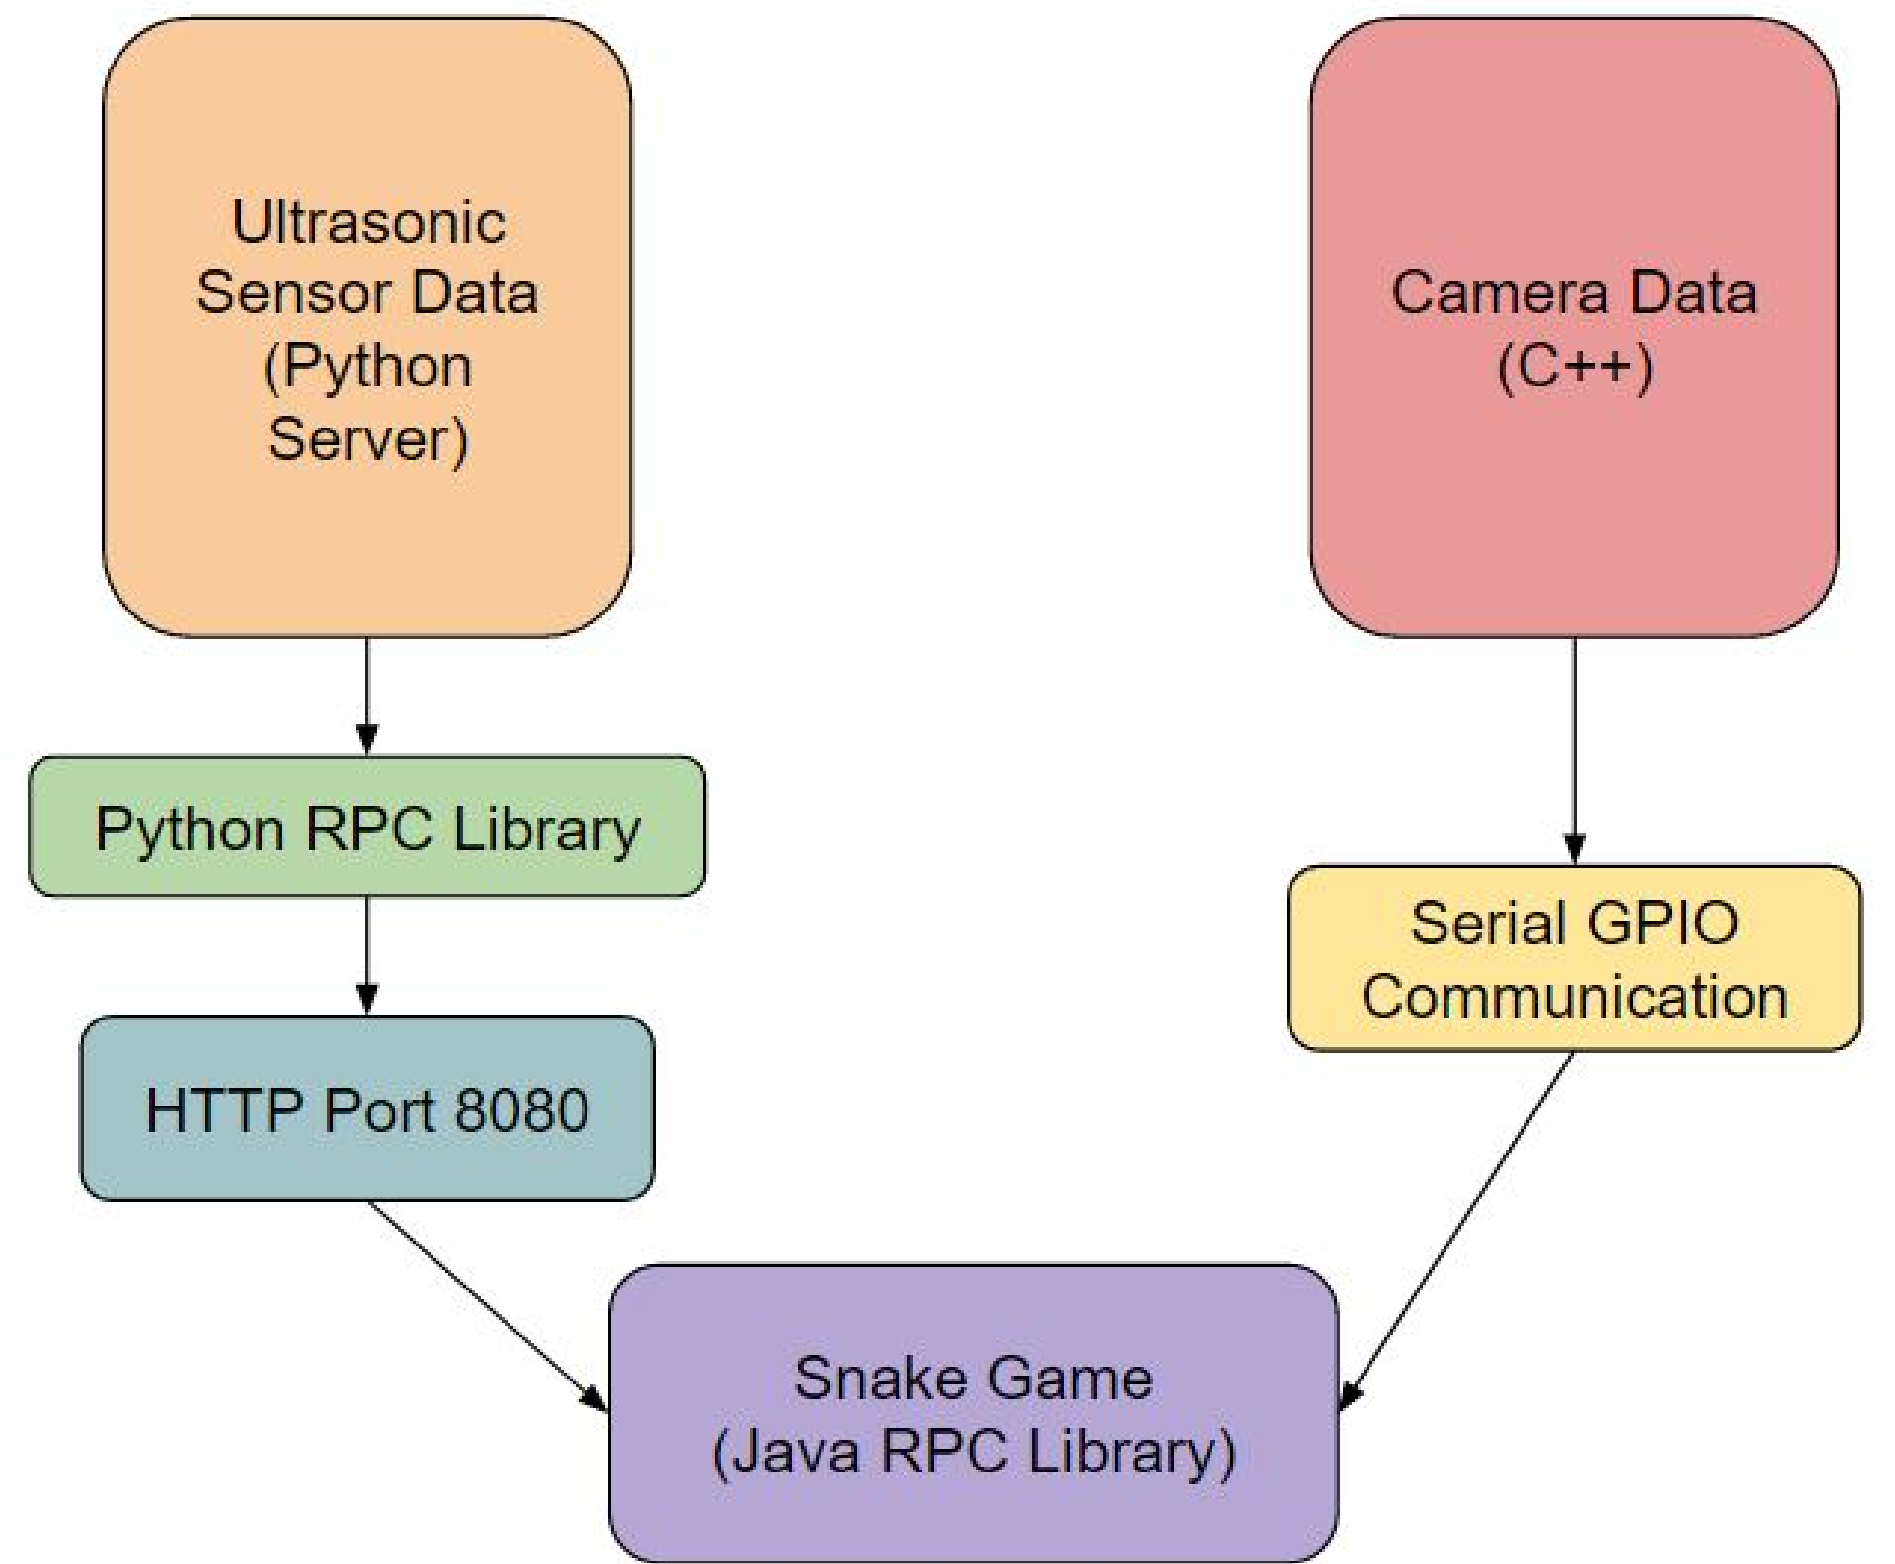 Ultrasonic
Sensor Data
(Python
Server)
Camera Data
(C++)
Python RPC Library
Serial GPIO
Communication
HTTP Port 8080
Snake Game
(Java RPC Library)